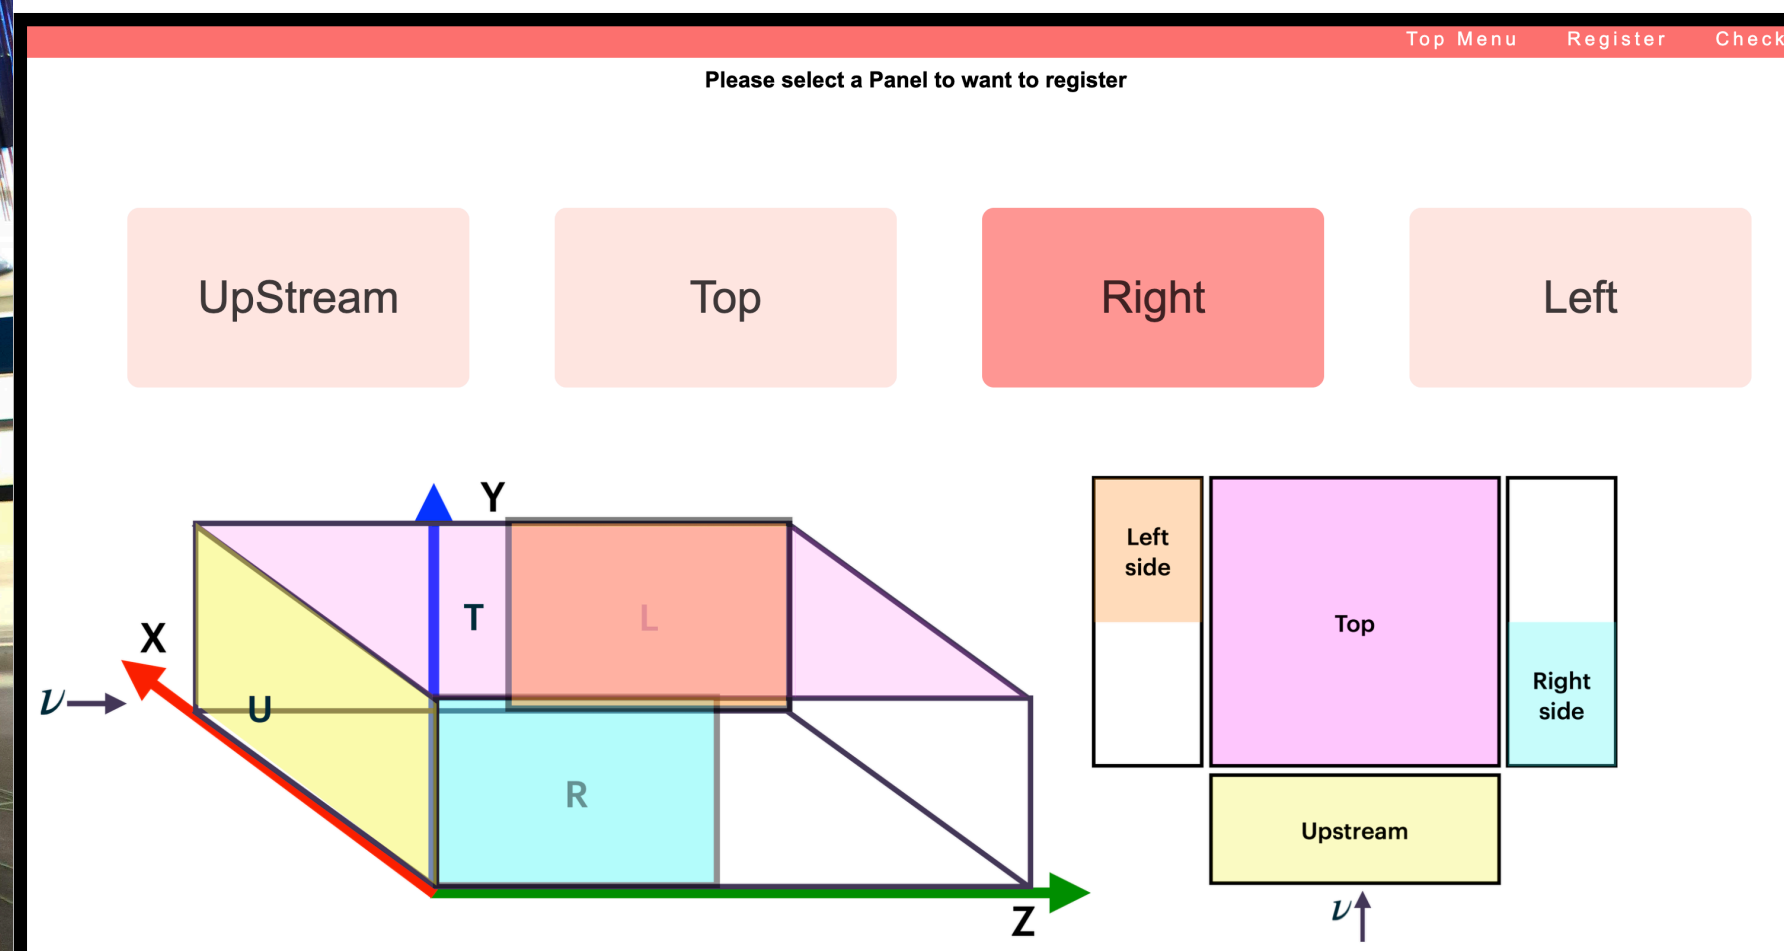 Top Menu Register Check
Please select a Panel to want to register
UpStream Top Right Left
Y
X
T
L
ν
U
R
Z
Left
side
Top
Right
side
Upstream
ν